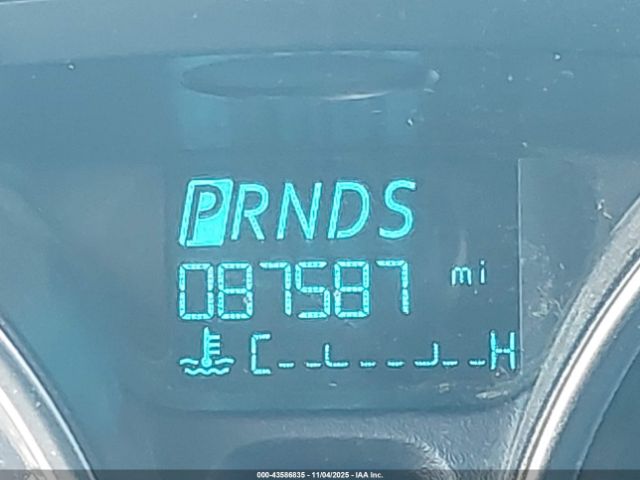 PRNDS
087587 mi
C H
000-43586835 - 11/04/2025 - IAA Inc.